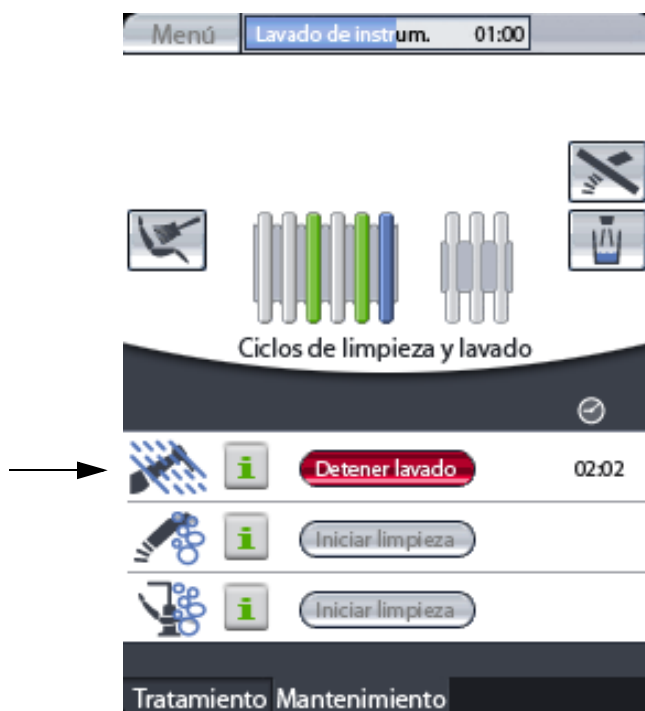 Menú
Lavado de instrum. 01:00
Ciclos de limpieza y lavado
i Detener lavado 02:02
i Iniciar limpieza
i Iniciar limpieza
Tratamiento Mantenimiento